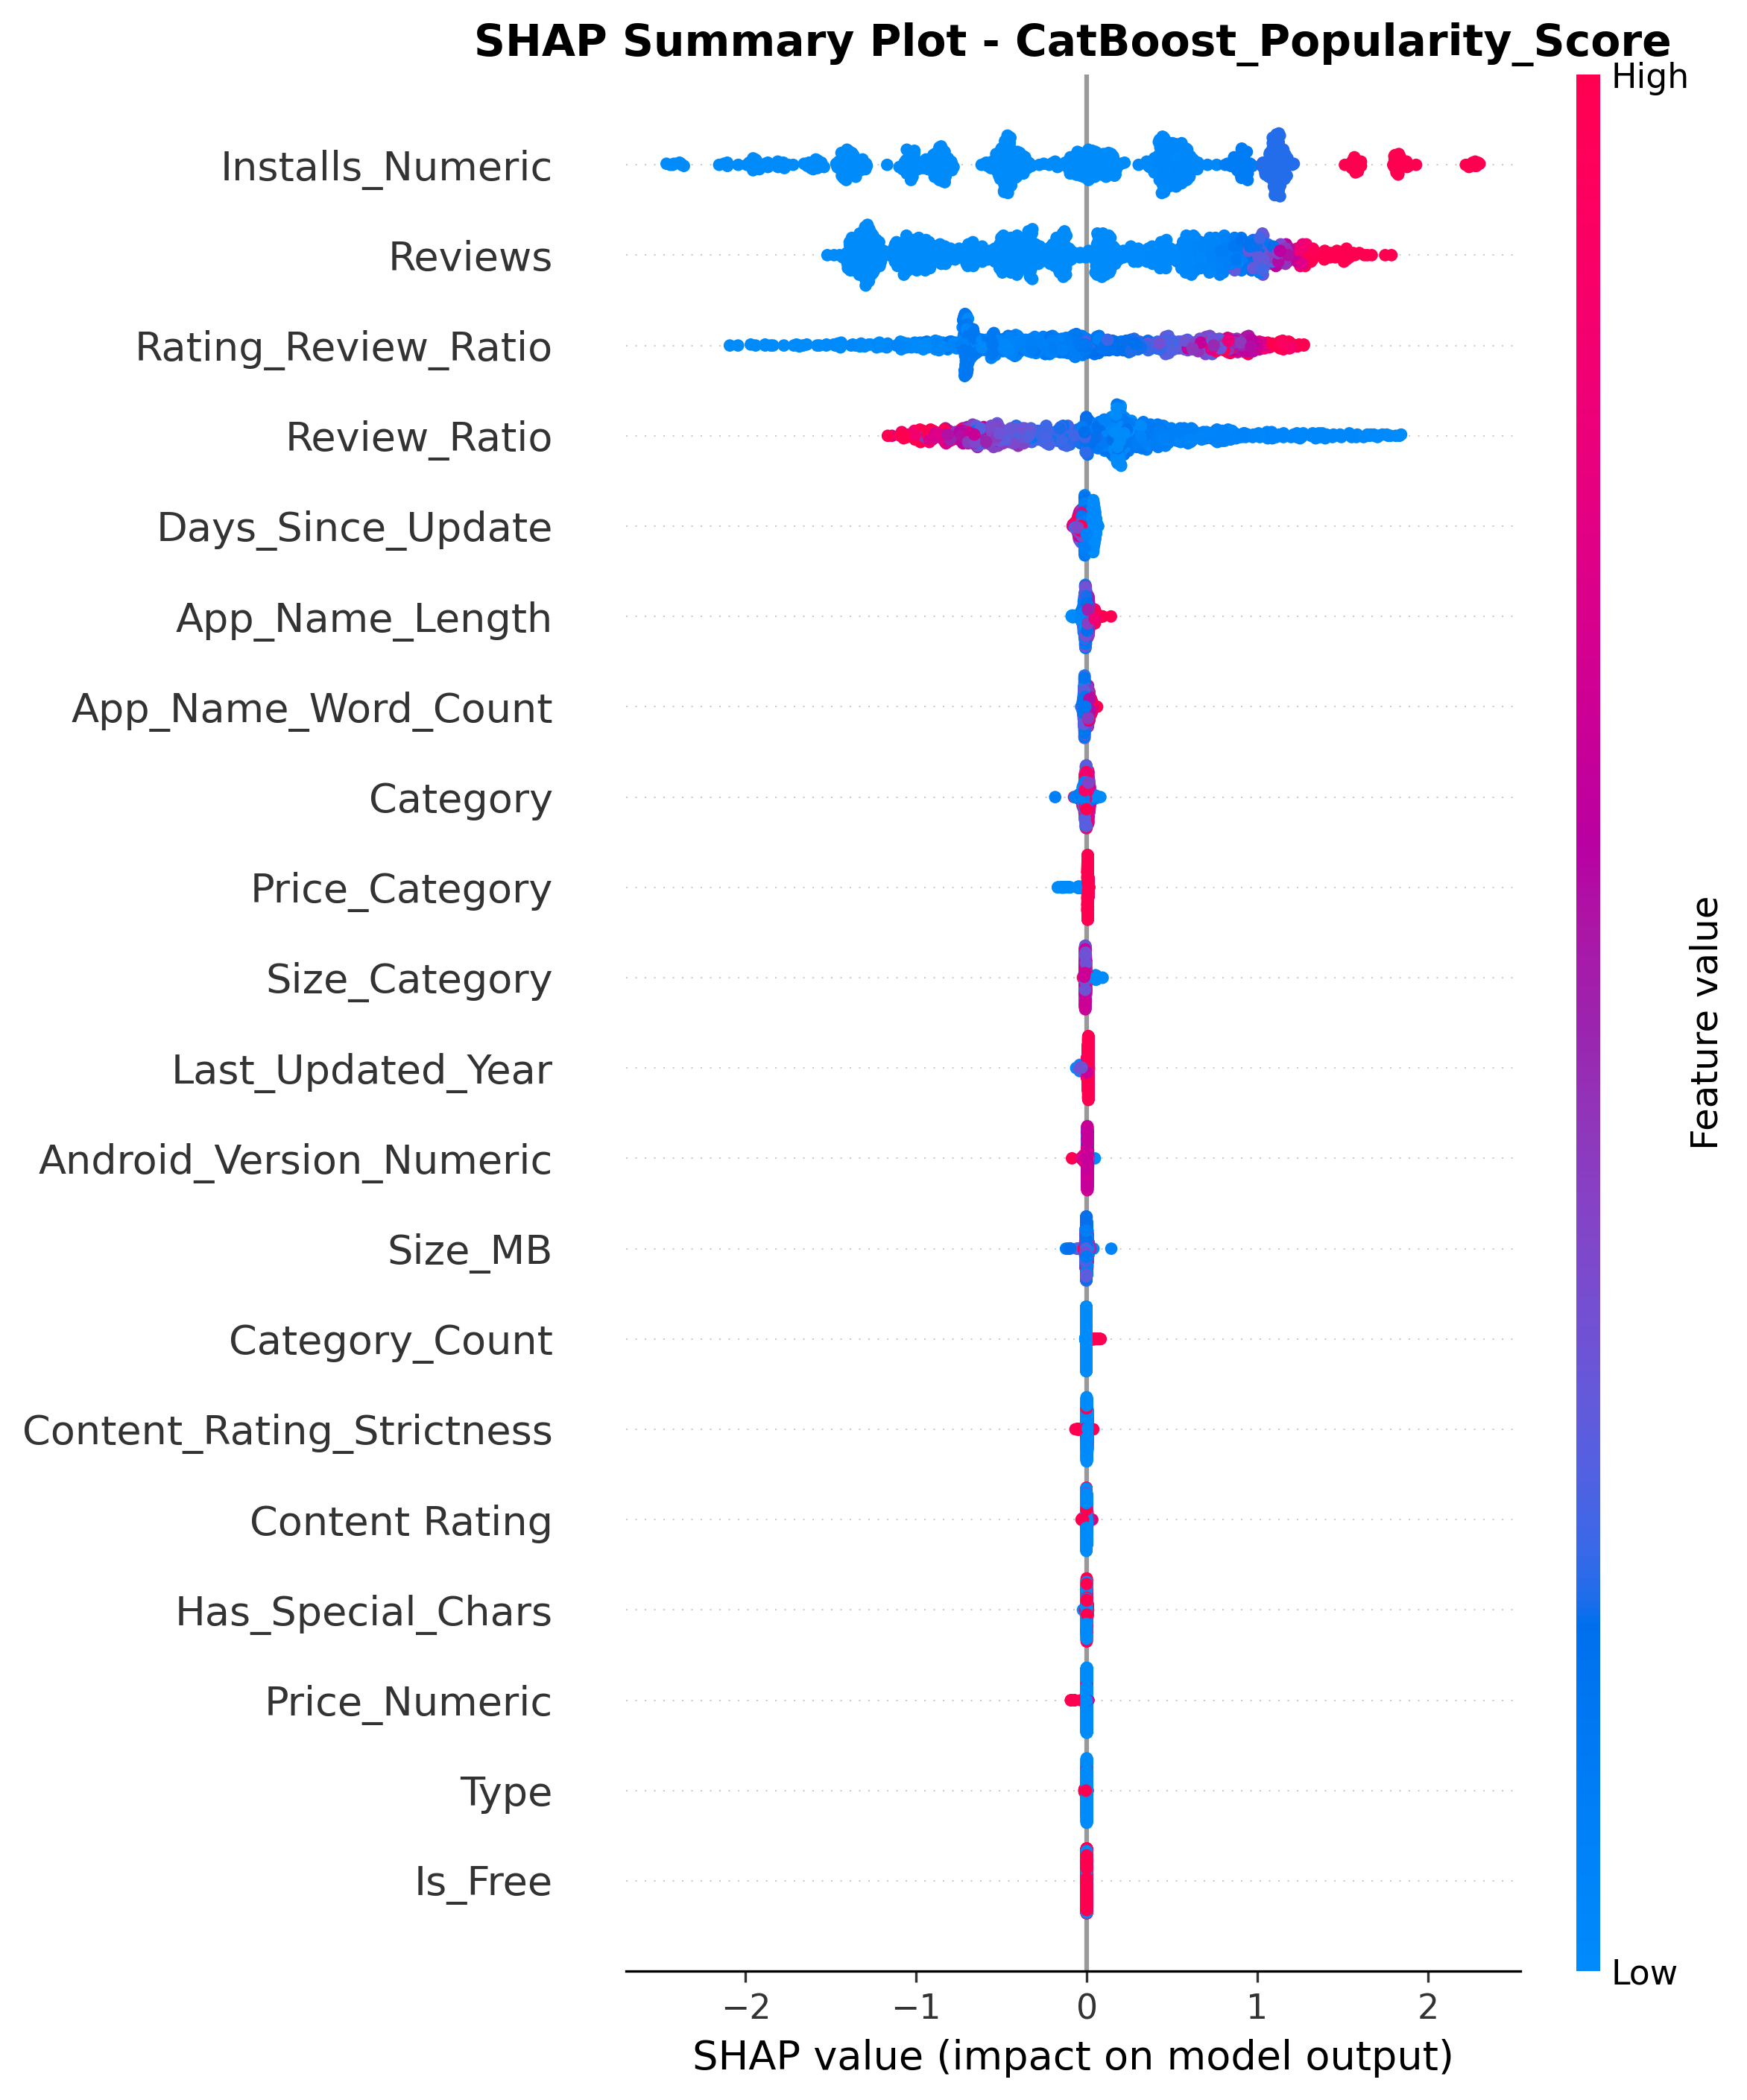 SHAP Summary Plot - CatBoost_Popularity_Score
High
Installs_Numeric
Reviews
Rating_Review_Ratio
Review_Ratio
Days_Since_Update
App_Name_Length
App_Name_Word_Count
Category
Price_Category
Size_Category
Last_Updated_Year
Android_Version_Numeric
Size_MB
Category_Count
Content_Rating_Strictness
Content Rating
Has_Special_Chars
Price_Numeric
Type
Is_Free
Feature value
Low
−2 −1 0 1 2
SHAP value (impact on model output)